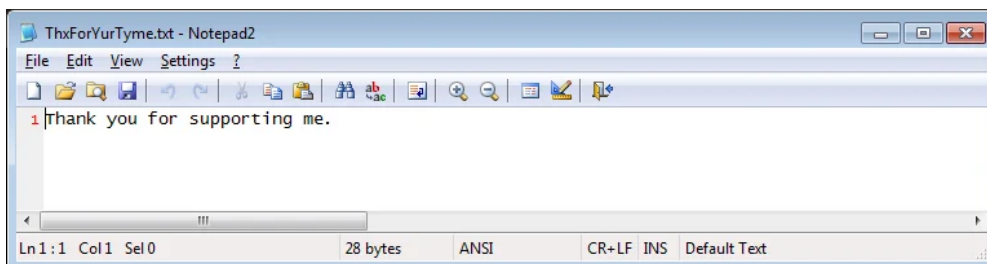 ThxForYurTyme.txt - Notepad2
File Edit View Settings ?
1 Thank you for supporting me.
Ln 1 : 1 Col 1 Sel 0 28 bytes ANSI CR+LF INS Default Text